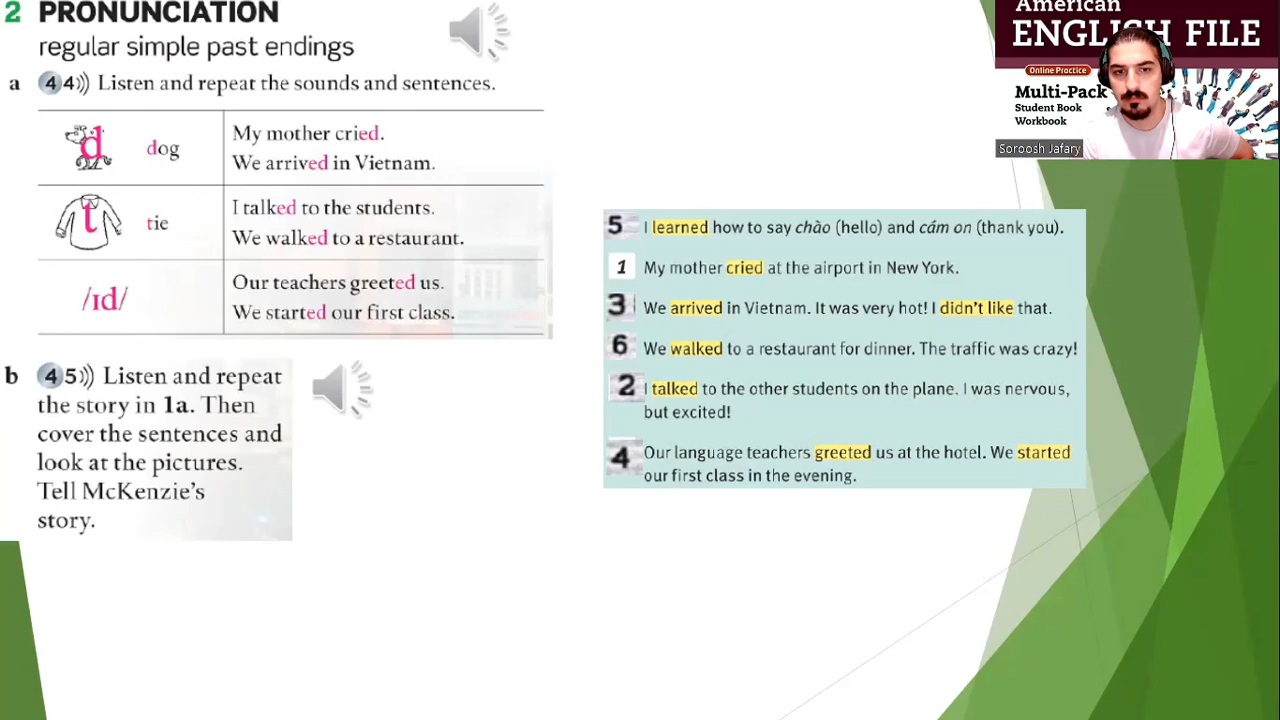 2 PRONUNCIATION
regular simple past endings
a 4 4)) Listen and repeat the sounds and sentences.
d dog
My mother cried.
We arrived in Vietnam.
t tie
I talked to the students.
We walked to a restaurant.
/ɪd/
Our teachers greeted us.
We started our first class.
b 4 5)) Listen and repeat
the story in 1a. Then
cover the sentences and
look at the pictures.
Tell McKenzie's
story.
5 I learned how to say chào (hello) and cám on (thank you).
1 My mother cried at the airport in New York.
3 We arrived in Vietnam. It was very hot! I didn't like that.
6 We walked to a restaurant for dinner. The traffic was crazy!
2 I talked to the other students on the plane. I was nervous,
but excited!
4 Our language teachers greeted us at the hotel. We started
our first class in the evening.
American
ENGLISH FILE
Online Practice
Multi-Pack
Student Book
Workbook
Soroosh Jafary